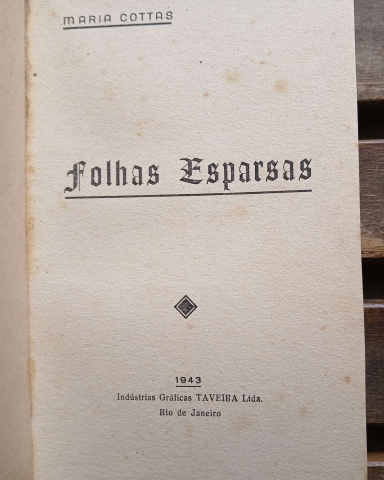 MARIA COTTAS
Folhas Esparsas
1943
Indústrias Gráficas TAVEIRA Ltda.
Rio de Janeiro